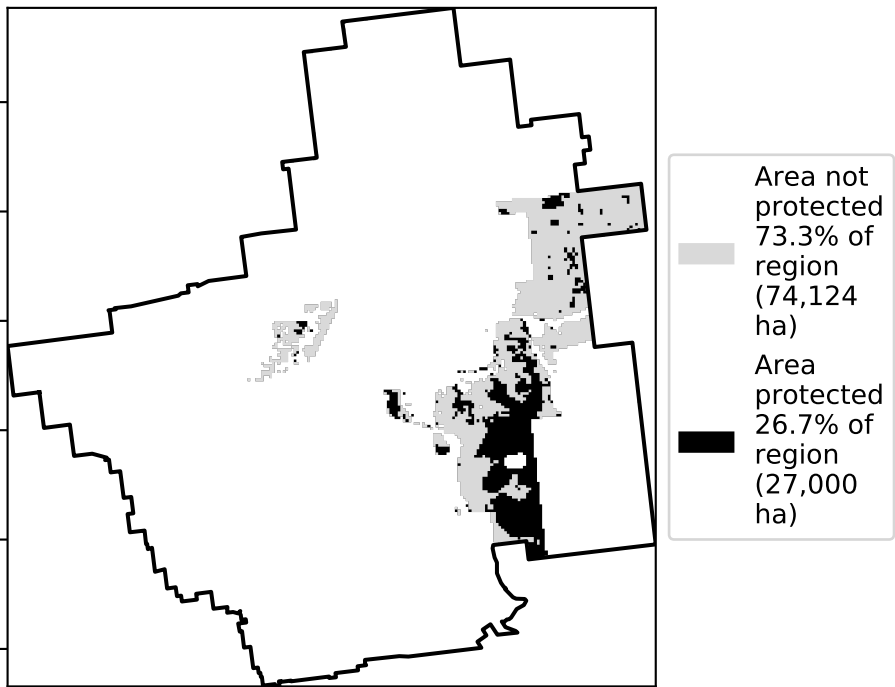 Area not
protected
73.3% of
region
(74,124
ha)
Area
protected
26.7% of
region
(27,000
ha)